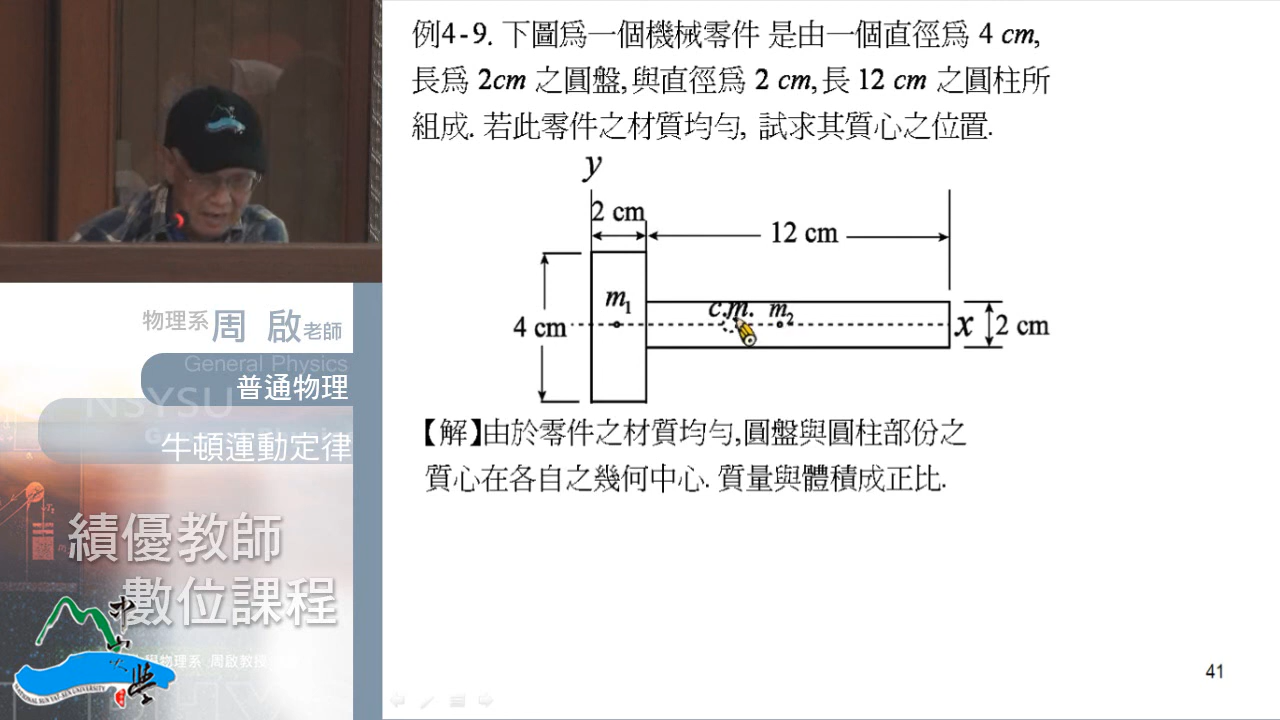 例4-9. 下圖為一個機械零件 是由一個直徑為 4 cm,
長為 2cm 之圓盤, 與直徑為 2 cm, 長 12 cm 之圓柱所
組成. 若此零件之材質均勻, 試求其質心之位置.
y
2 cm
12 cm
m1
c.m.
m2
4 cm
x
2 cm
【解】由於零件之材質均勻,圓盤與圓柱部份之
質心在各自之幾何中心. 質量與體積成正比.
41
物理系 周 啟 老師
General Physics
普通物理
NSYSU
牛頓運動定律
績優教師
數位課程